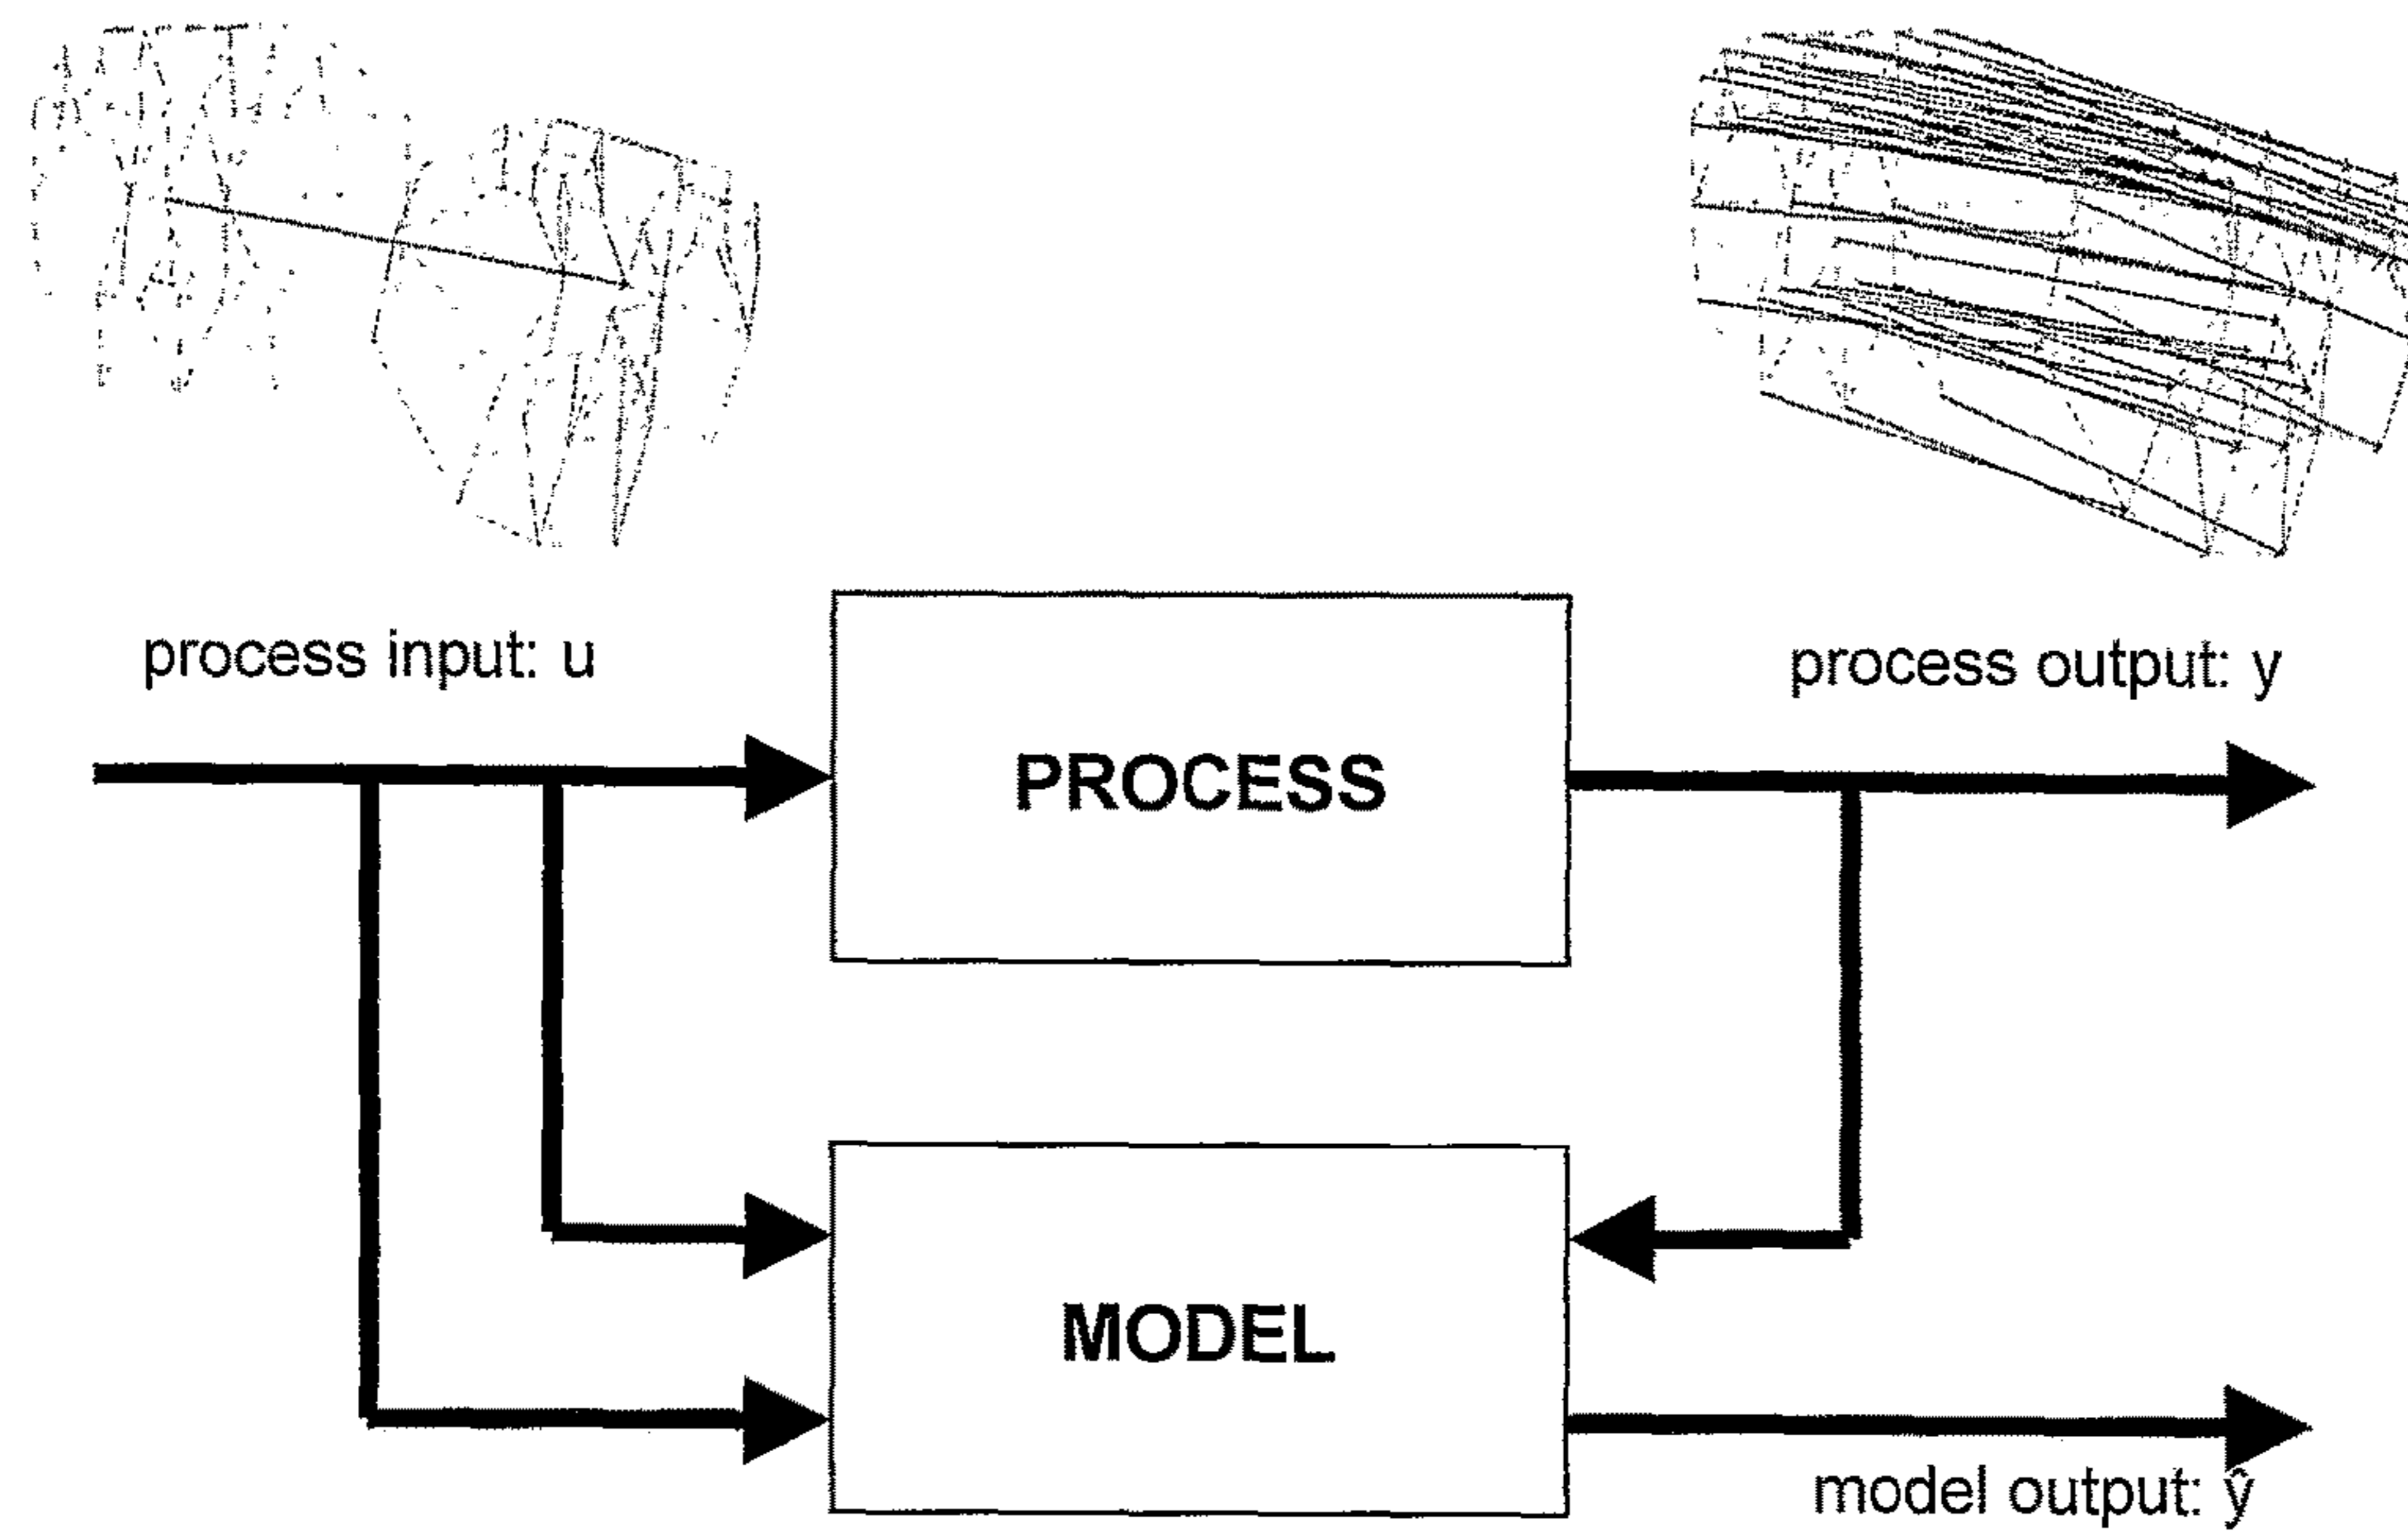 process input: u
process output: y
PROCESS
MODEL
model output: ŷ